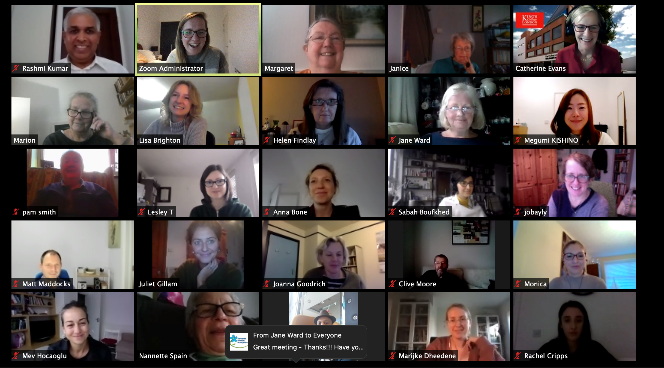 Rashmi Kumar
Zoom Administrator
Margaret
Janice
Catherine Evans
Marion
Lisa Brighton
Helen Findlay
Jane Ward
Megumi KISHINO
pam smith
Lesley T
Anna Bone
Sabah Boufkhed
jobayly
Matt Maddocks
Juliet Gillam
Joanna Goodrich
Clive Moore
Monica
Mev Hocaoglu
Nannette Spain
From Jane Ward to Everyone
Great meeting - Thanks!!! Have yo...
Marijke Dheedene
Rachel Cripps